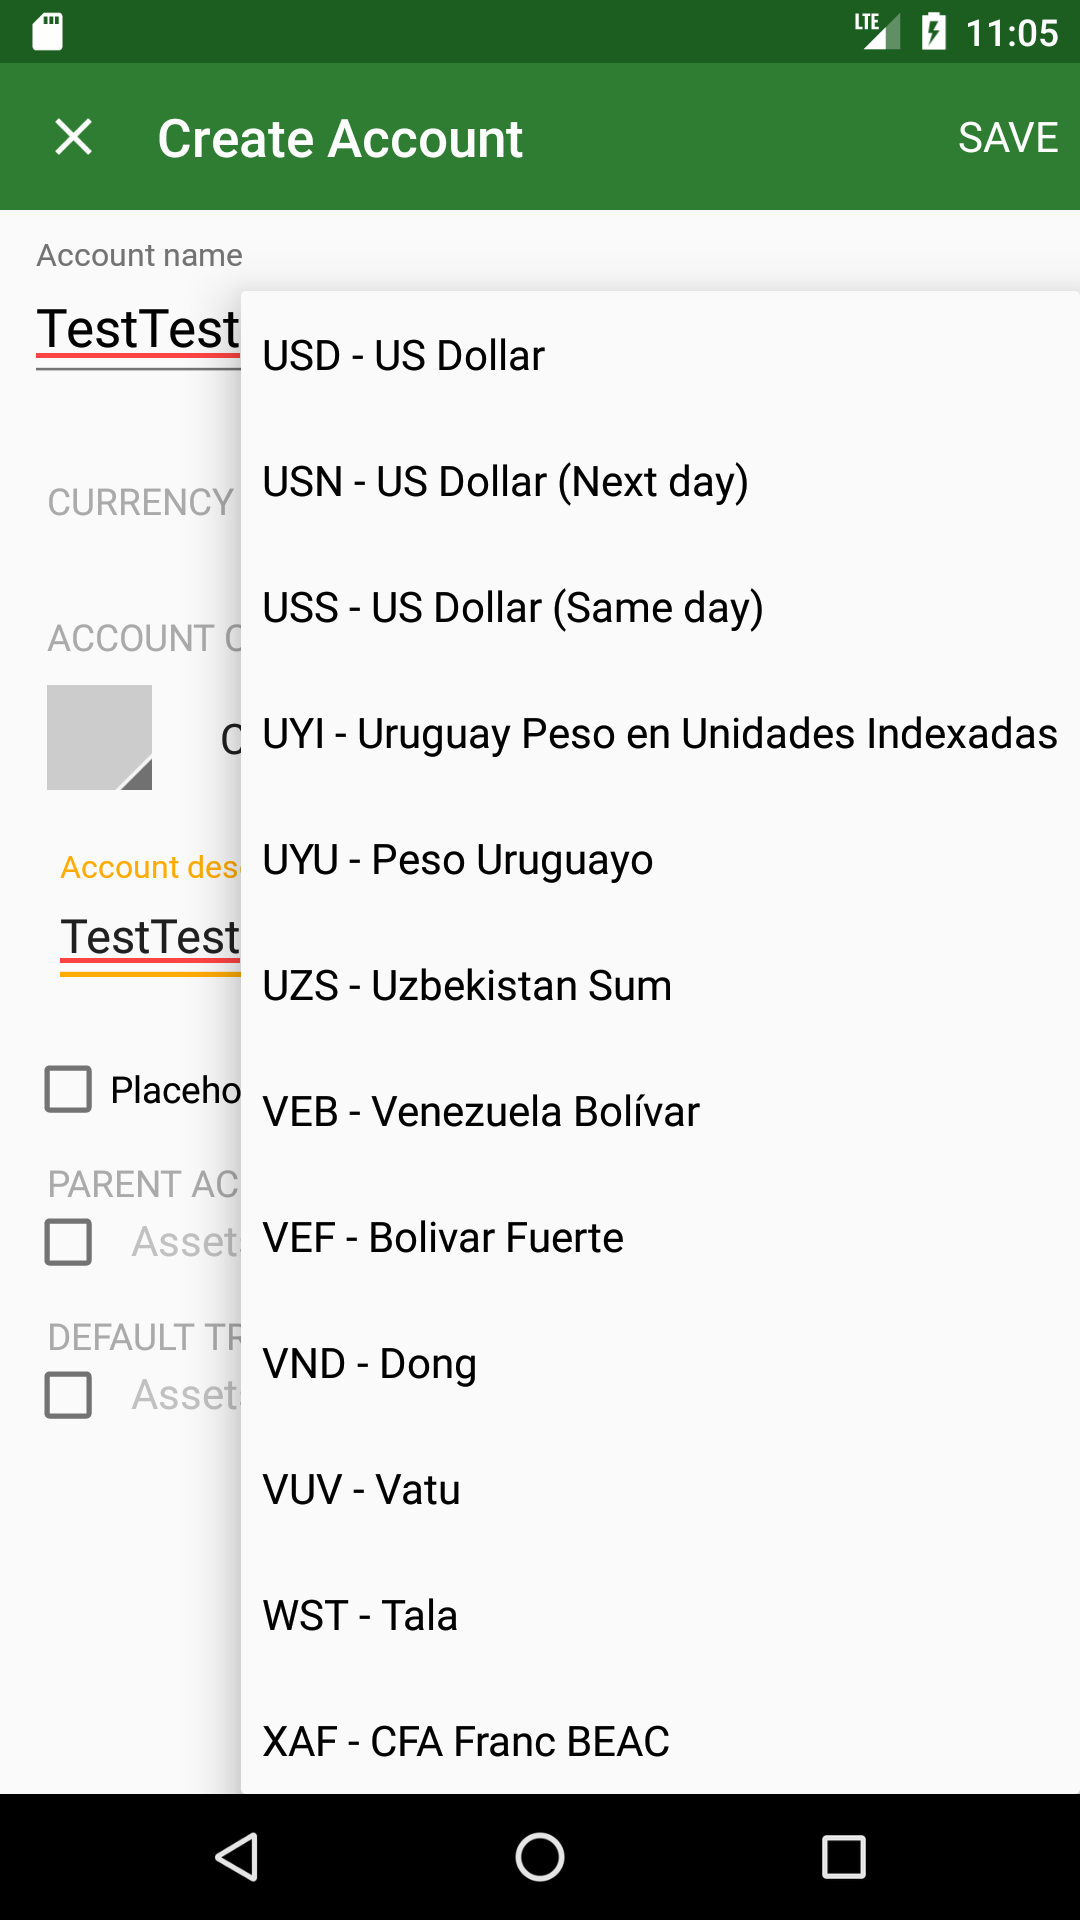 LTE 11:05
Create Account SAVE
Account name
TestTest
USD - US Dollar
USN - US Dollar (Next day)
CURRENCY
USS - US Dollar (Same day)
ACCOUNT C
UYI - Uruguay Peso en Unidades Indexadas
UYU - Peso Uruguayo
Account des
TestTest
UZS - Uzbekistan Sum
Placeho
VEB - Venezuela Bolívar
PARENT AC
VEF - Bolivar Fuerte
Assets
DEFAULT TR
VND - Dong
Assets
VUV - Vatu
WST - Tala
XAF - CFA Franc BEAC